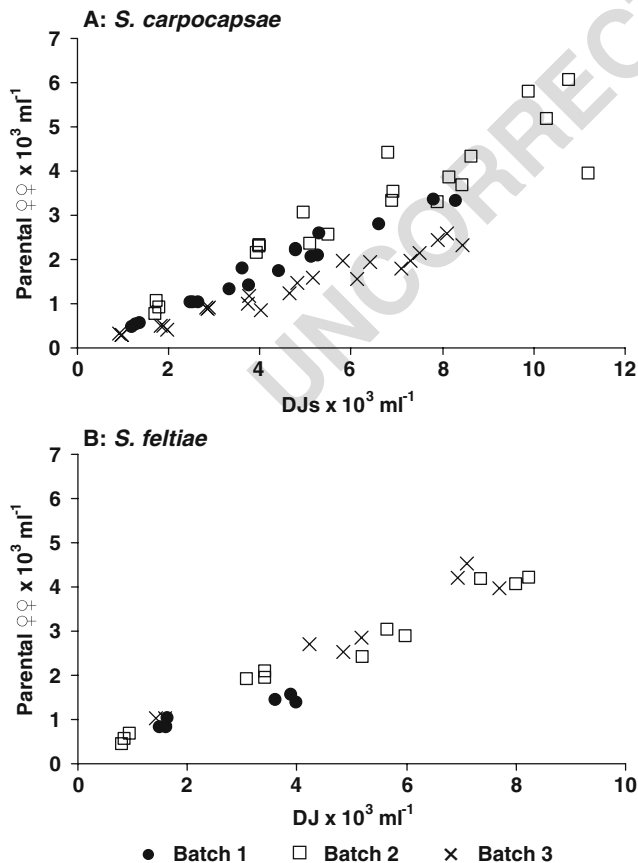 A: S. carpocapsae
UNCORRECT
7
6
5
4
3
2
1
0
Parental ♀♀ x 10³ ml⁻¹
0 2 4 6 8 10 12
DJs x 10³ ml⁻¹
B: S. feltiae
7
6
5
4
3
2
1
0
Parental ♀♀ x 10³ ml⁻¹
0 2 4 6 8 10
DJ x 10³ ml⁻¹
Batch 1 Batch 2 Batch 3